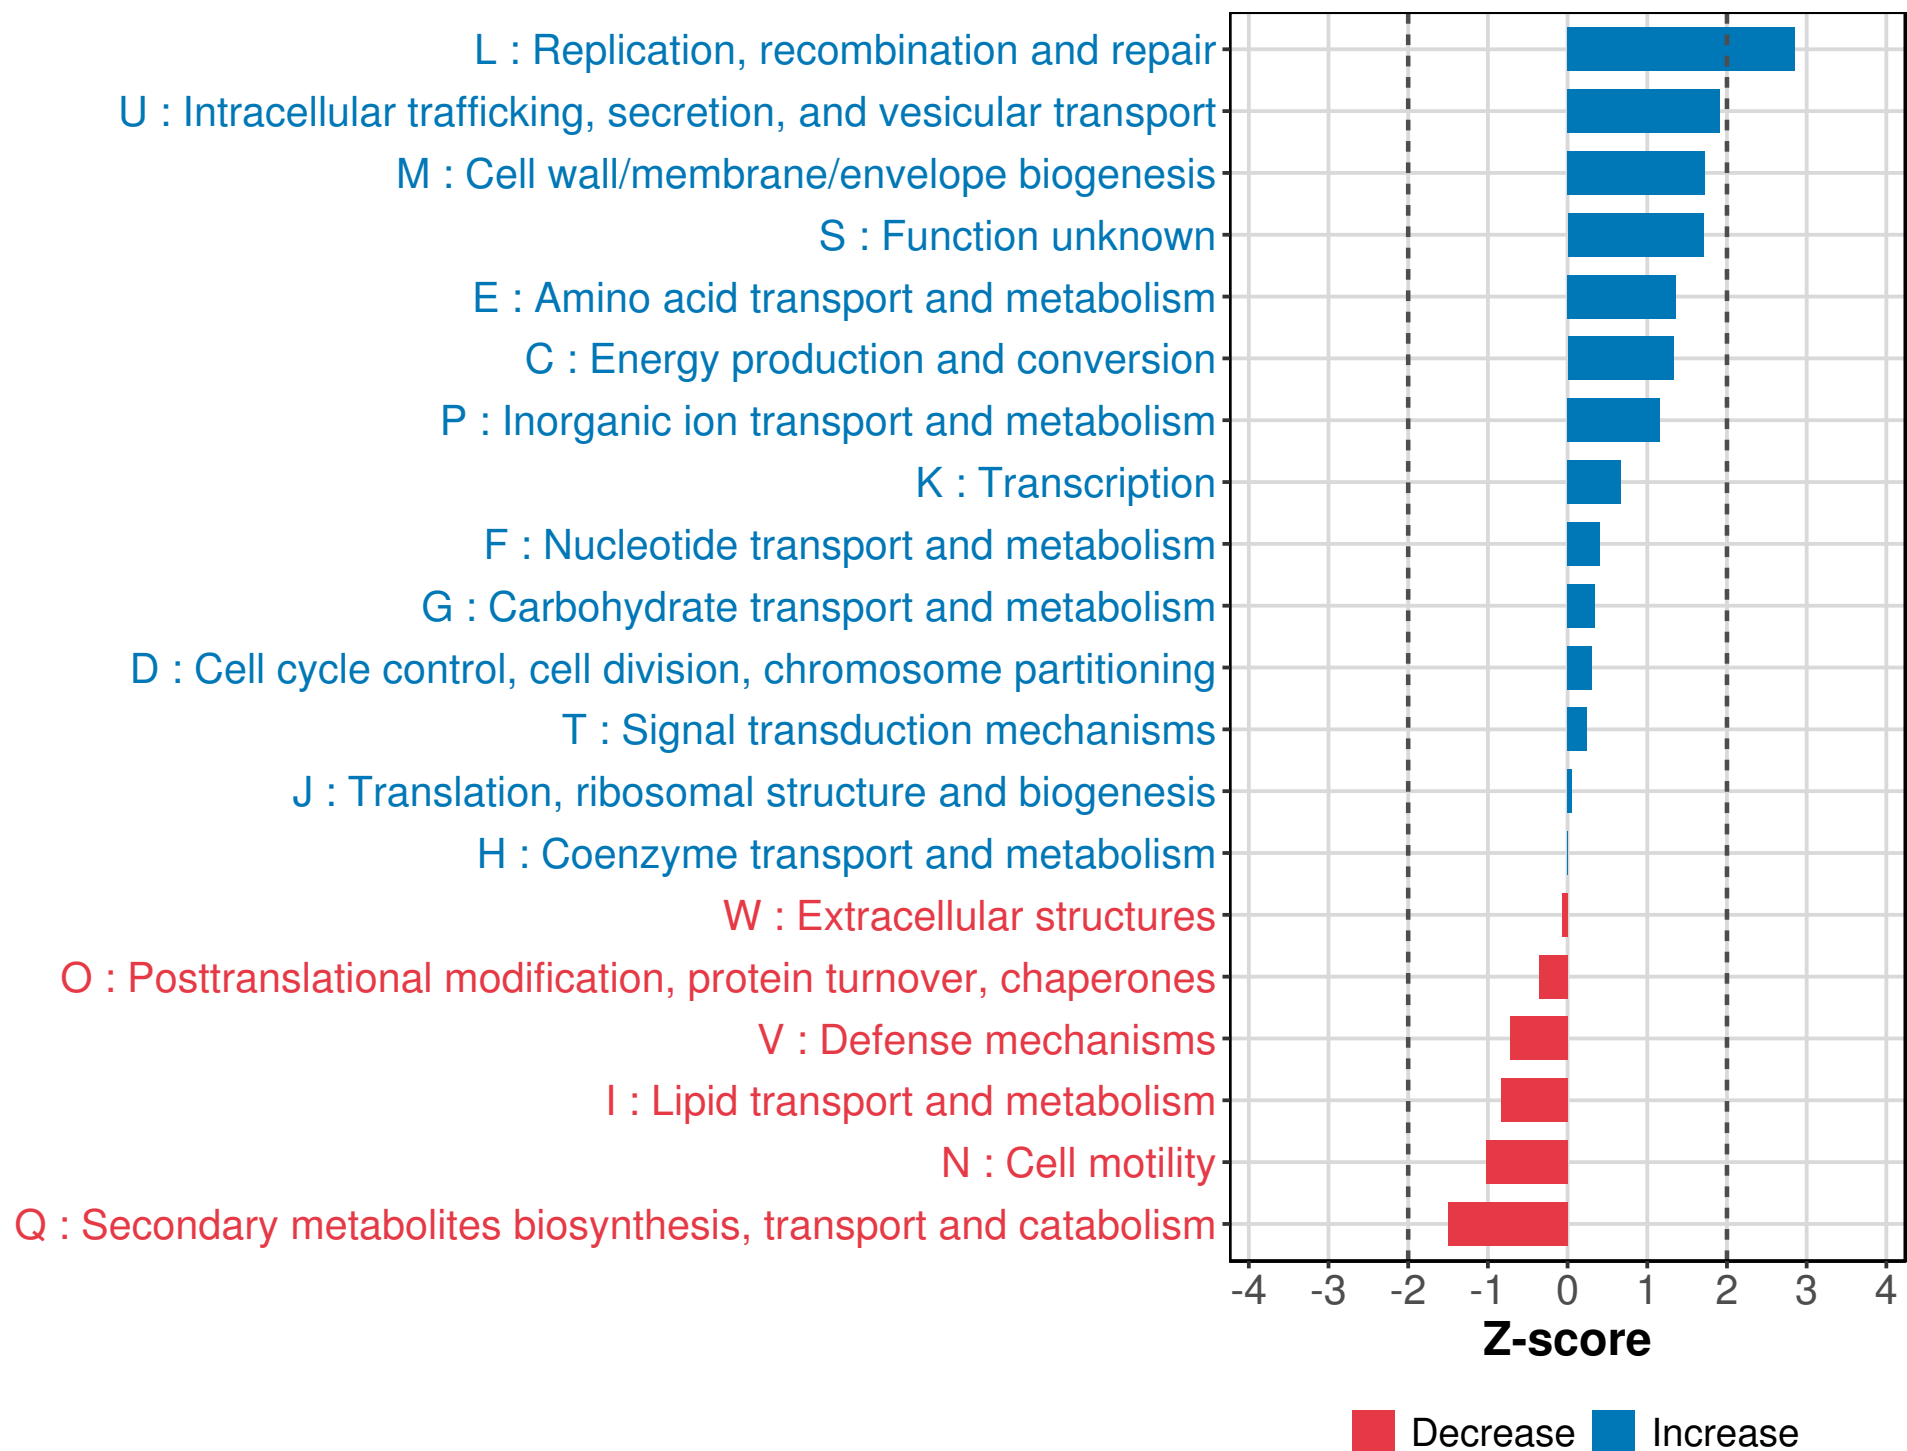 L : Replication, recombination and repair
U : Intracellular trafficking, secretion, and vesicular transport
M : Cell wall/membrane/envelope biogenesis
S : Function unknown
E : Amino acid transport and metabolism
C : Energy production and conversion
P : Inorganic ion transport and metabolism
K : Transcription
F : Nucleotide transport and metabolism
G : Carbohydrate transport and metabolism
D : Cell cycle control, cell division, chromosome partitioning
T : Signal transduction mechanisms
J : Translation, ribosomal structure and biogenesis
H : Coenzyme transport and metabolism
W : Extracellular structures
O : Posttranslational modification, protein turnover, chaperones
V : Defense mechanisms
I : Lipid transport and metabolism
N : Cell motility
Q : Secondary metabolites biosynthesis, transport and catabolism
-4 -3 -2 -1 0 1 2 3 4
Z-score
Decrease Increase